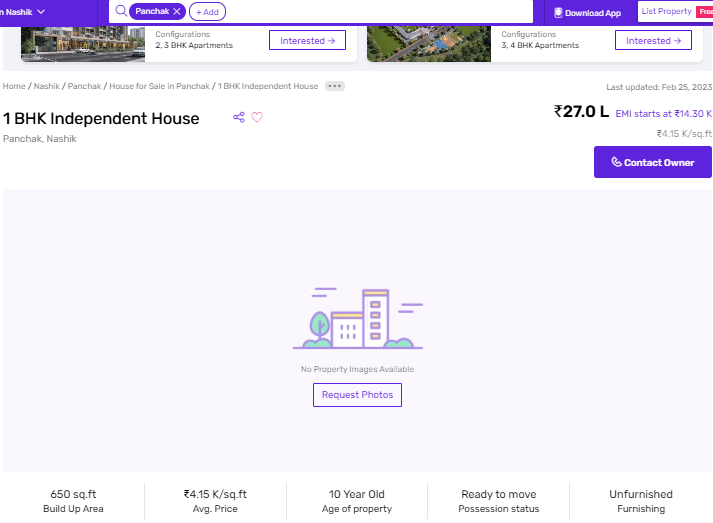 n Nashik
Panchak
+ Add
Download App
List Property
Free
Configurations
2, 3 BHK Apartments
Interested →
Configurations
3, 4 BHK Apartments
Interested →
Home / Nashik / Panchak / House for Sale in Panchak / 1 BHK Independent House
Last updated: Feb 25, 2023
1 BHK Independent House
₹27.0 L EMI starts at ₹14.30 K
Panchak, Nashik
₹4.15 K/sq.ft
Contact Owner
No Property Images Available
Request Photos
650 sq.ft
Build Up Area
₹4.15 K/sq.ft
Avg. Price
10 Year Old
Age of property
Ready to move
Possession status
Unfurnished
Furnishing